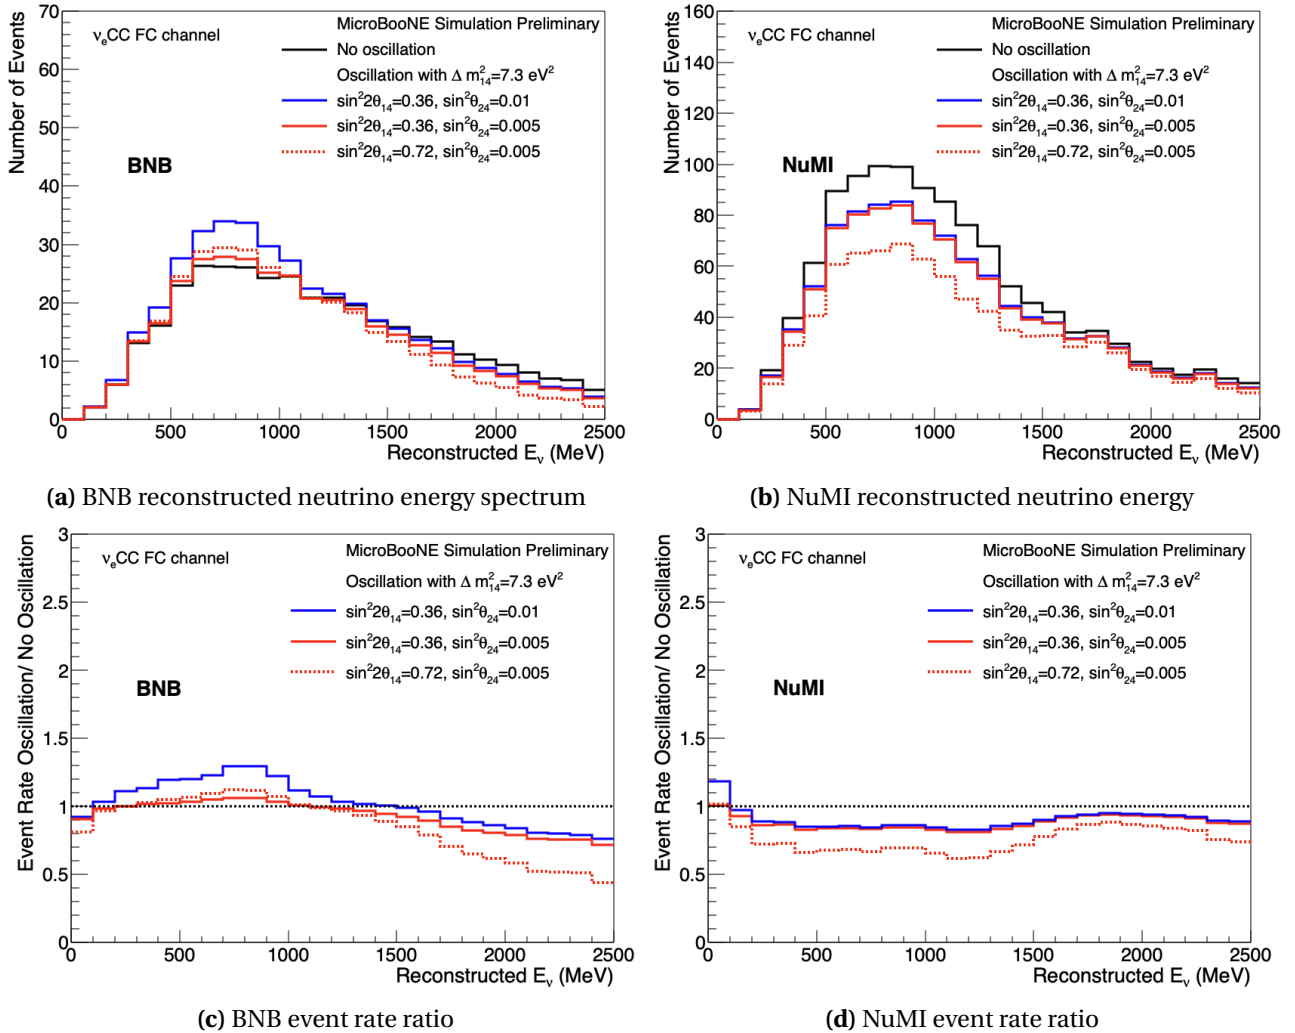 70
60
50
40
30
20
10
0
Number of Events
ν_eCC FC channel
MicroBooNE Simulation Preliminary
No oscillation
Oscillation with Δ m²₁₄=7.3 eV²
sin²2θ₁₄=0.36, sin²θ₂₄=0.01
sin²2θ₁₄=0.36, sin²θ₂₄=0.005
sin²2θ₁₄=0.72, sin²θ₂₄=0.005
BNB
0 500 1000 1500 2000 2500
Reconstructed E_ν (MeV)
(a) BNB reconstructed neutrino energy spectrum
160
140
120
100
80
60
40
20
0
Number of Events
ν_eCC FC channel
MicroBooNE Simulation Preliminary
No oscillation
Oscillation with Δ m²₁₄=7.3 eV²
sin²2θ₁₄=0.36, sin²θ₂₄=0.01
sin²2θ₁₄=0.36, sin²θ₂₄=0.005
sin²2θ₁₄=0.72, sin²θ₂₄=0.005
NuMI
0 500 1000 1500 2000 2500
Reconstructed E_ν (MeV)
(b) NuMI reconstructed neutrino energy
3
2.5
2
1.5
1
0.5
0
Event Rate Oscillation/ No Oscillation
ν_eCC FC channel
MicroBooNE Simulation Preliminary
Oscillation with Δ m²₁₄=7.3 eV²
sin²2θ₁₄=0.36, sin²θ₂₄=0.01
sin²2θ₁₄=0.36, sin²θ₂₄=0.005
sin²2θ₁₄=0.72, sin²θ₂₄=0.005
BNB
0 500 1000 1500 2000 2500
Reconstructed E_ν (MeV)
(c) BNB event rate ratio
3
2.5
2
1.5
1
0.5
0
Event Rate Oscillation/ No Oscillation
ν_eCC FC channel
MicroBooNE Simulation Preliminary
Oscillation with Δ m²₁₄=7.3 eV²
sin²2θ₁₄=0.36, sin²θ₂₄=0.01
sin²2θ₁₄=0.36, sin²θ₂₄=0.005
sin²2θ₁₄=0.72, sin²θ₂₄=0.005
NuMI
0 500 1000 1500 2000 2500
Reconstructed E_ν (MeV)
(d) NuMI event rate ratio